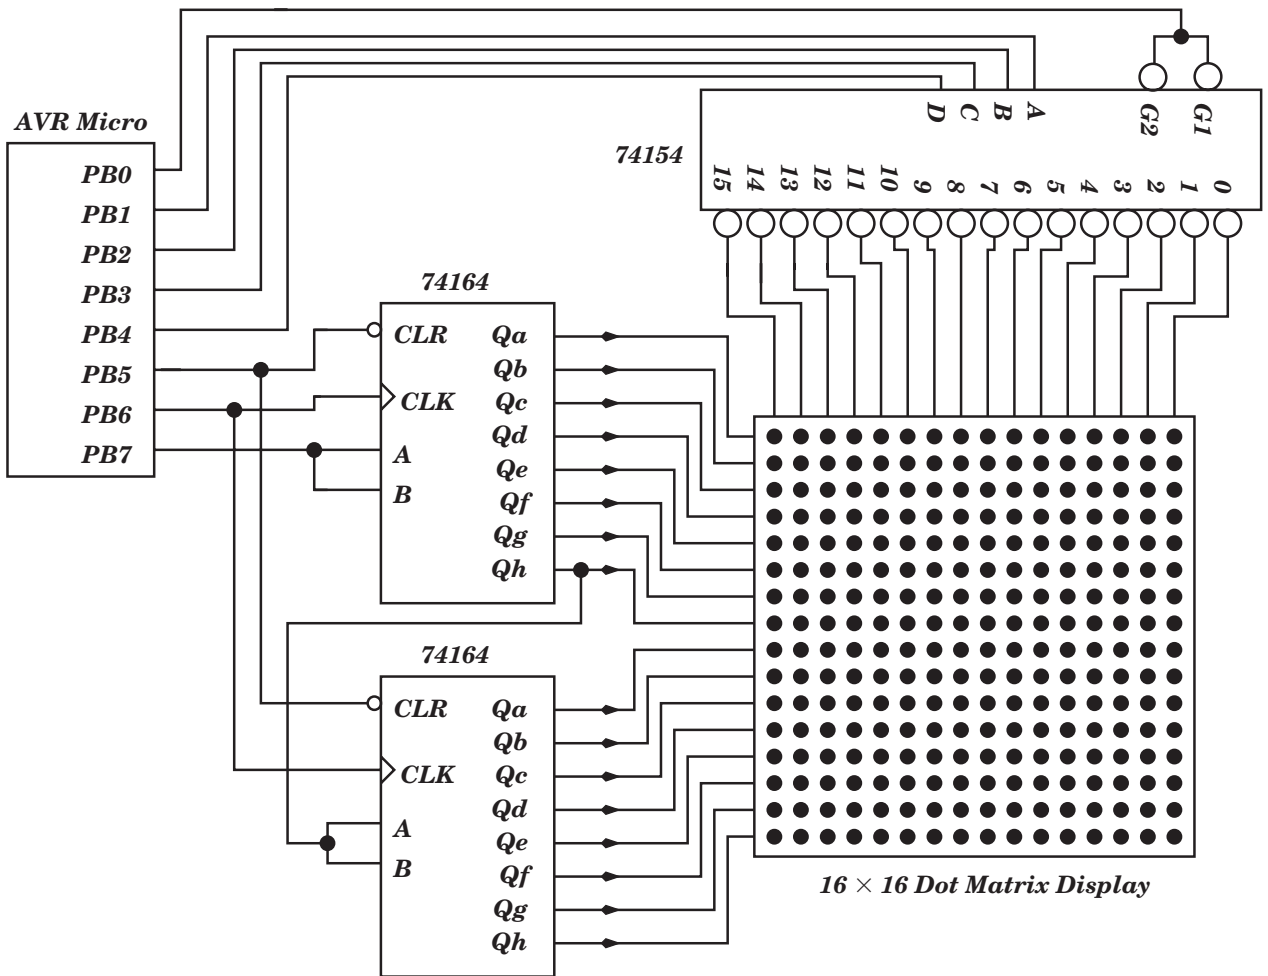 D C B A G2 G1
AVR Micro
74154
15 14 13 12 11 10 9 8 7 6 5 4 3 2 1 0
PB0
PB1
PB2
PB3
PB4
PB5
PB6
PB7
74164
CLR Qa
Qb
CLK Qc
Qd
A Qe
B Qf
Qg
Qh
74164
CLR Qa
Qb
CLK Qc
Qd
A Qe
B Qf
Qg
Qh
16 × 16 Dot Matrix Display